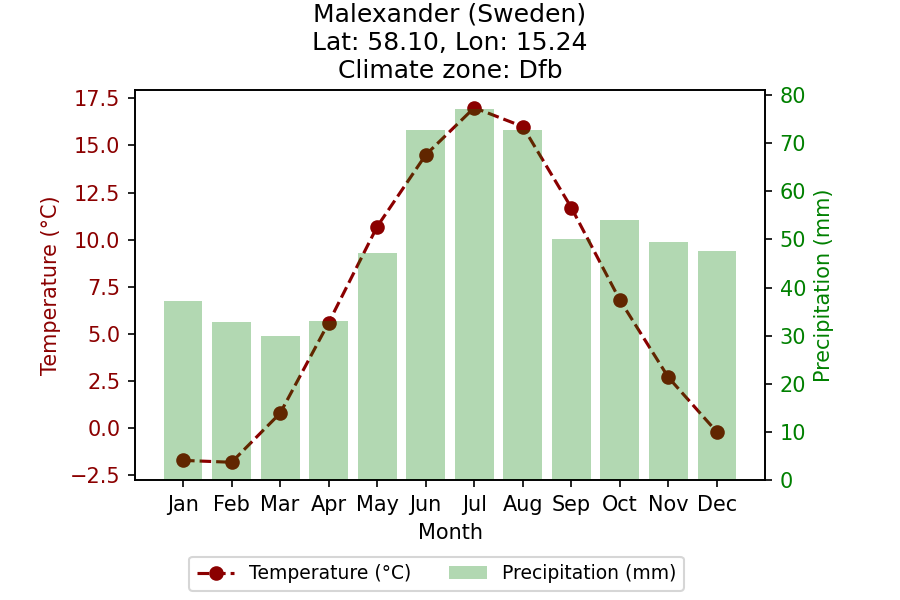 Malexander (Sweden)
Lat: 58.10, Lon: 15.24
Climate zone: Dfb
Temperature (°C)
17.5
15.0
12.5
10.0
7.5
5.0
2.5
0.0
−2.5
80
70
60
50
40
30
20
10
0
Precipitation (mm)
Jan Feb Mar Apr May Jun Jul Aug Sep Oct Nov Dec
Month
Temperature (°C) Precipitation (mm)